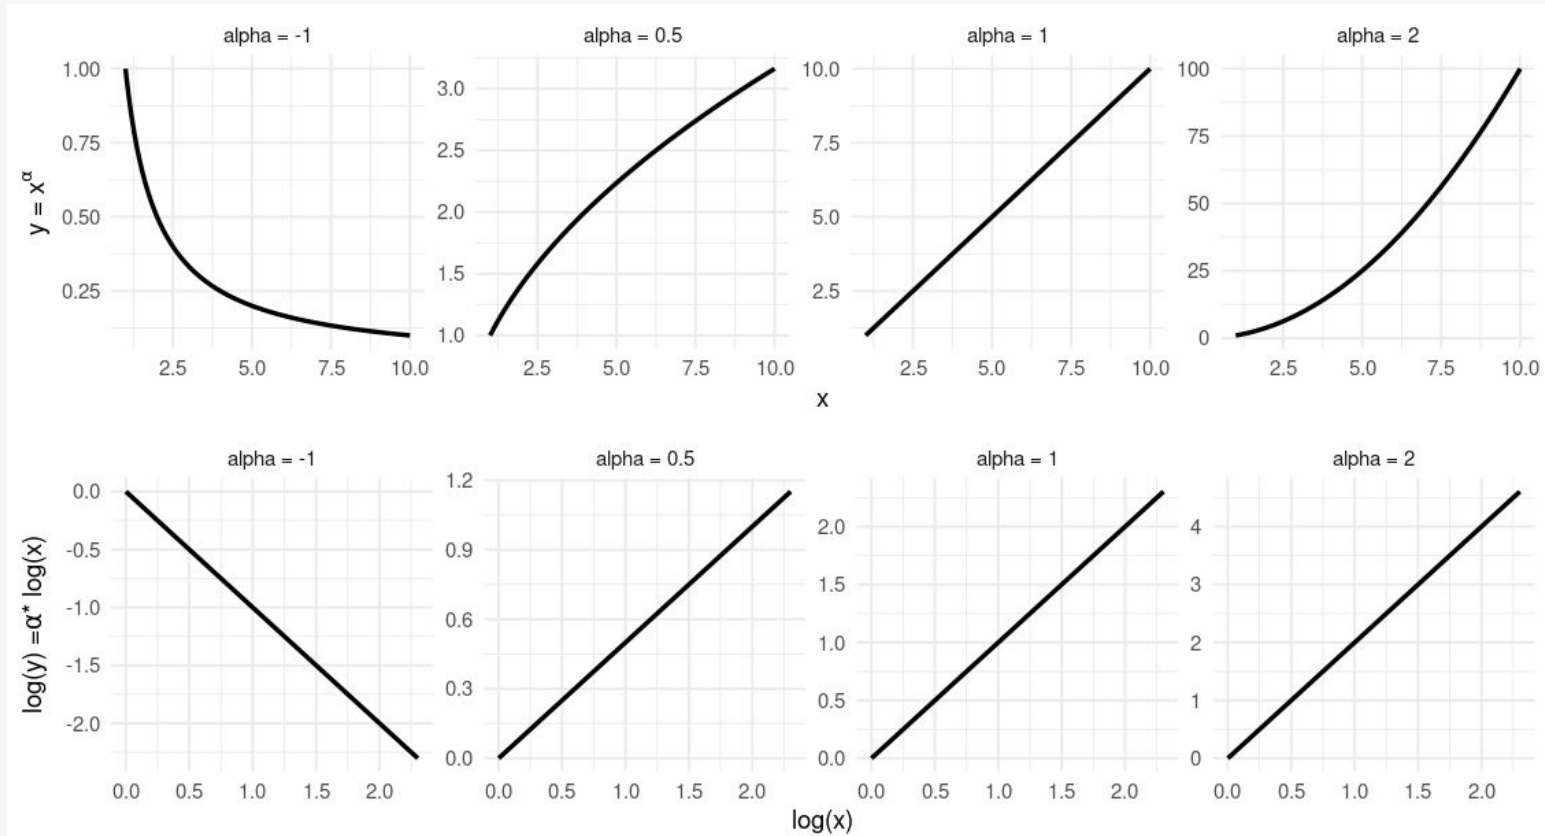 alpha = -1
alpha = 0.5
alpha = 1
alpha = 2
y = x^α
1.00
0.75
0.50
0.25
3.0
2.5
2.0
1.5
1.0
10.0
7.5
5.0
2.5
100
75
50
25
0
2.5 5.0 7.5 10.0
2.5 5.0 7.5 10.0
2.5 5.0 7.5 10.0
2.5 5.0 7.5 10.0
x
alpha = -1
alpha = 0.5
alpha = 1
alpha = 2
log(y) =α* log(x)
0.0
-0.5
-1.0
-1.5
-2.0
1.2
0.9
0.6
0.3
0.0
2.0
1.5
1.0
0.5
0.0
4
3
2
1
0
0.0 0.5 1.0 1.5 2.0
0.0 0.5 1.0 1.5 2.0
0.0 0.5 1.0 1.5 2.0
0.0 0.5 1.0 1.5 2.0
log(x)